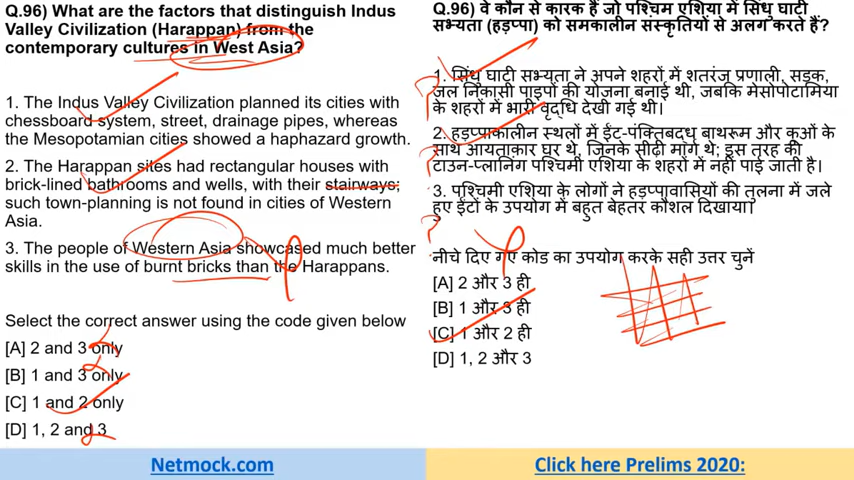 Q.96) What are the factors that distinguish Indus
Valley Civilization (Harappan) from the
contemporary cultures in West Asia?
1. The Indus Valley Civilization planned its cities with
chessboard system, street, drainage pipes, whereas
the Mesopotamian cities showed a haphazard growth.
2. The Harappan sites had rectangular houses with
brick-lined bathrooms and wells, with their stairways;
such town-planning is not found in cities of Western
Asia.
3. The people of Western Asia showcased much better
skills in the use of burnt bricks than the Harappans.
Select the correct answer using the code given below
[A] 2 and 3 only
[B] 1 and 3 only
[C] 1 and 2 only
[D] 1, 2 and 3
Q.96) वे कौन से कारक हैं जो पश्चिम एशिया में सिंधु घाटी
सभ्यता (हड़प्पा) को समकालीन संस्कृतियों से अलग करते हैं?
1. सिंधु घाटी सभ्यता ने अपने शहरों में शतरंज प्रणाली, सड़क,
जल निकासी पाइपों की योजना बनाई थी, जबकि मेसोपोटामिया
के शहरों में भारी वृद्धि देखी गई थी।
2. हड़प्पाकालीन स्थलों में ईंट-पंक्तिबद्ध बाथरूम और कुओं के
साथ आयताकार घर थे, जिनके सीढ़ी मार्ग थे; इस तरह की
टाउन-प्लानिंग पश्चिमी एशिया के शहरों में नहीं पाई जाती है।
3. पश्चिमी एशिया के लोगों ने हड़प्पावासियों की तुलना में जले
हुए ईंटों के उपयोग में बहुत बेहतर कौशल दिखाया।
नीचे दिए गए कोड का उपयोग करके सही उत्तर चुनें
[A] 2 और 3 ही
[B] 1 और 3 ही
[C] 1 और 2 ही
[D] 1, 2 और 3
Netmock.com
Click here Prelims 2020: